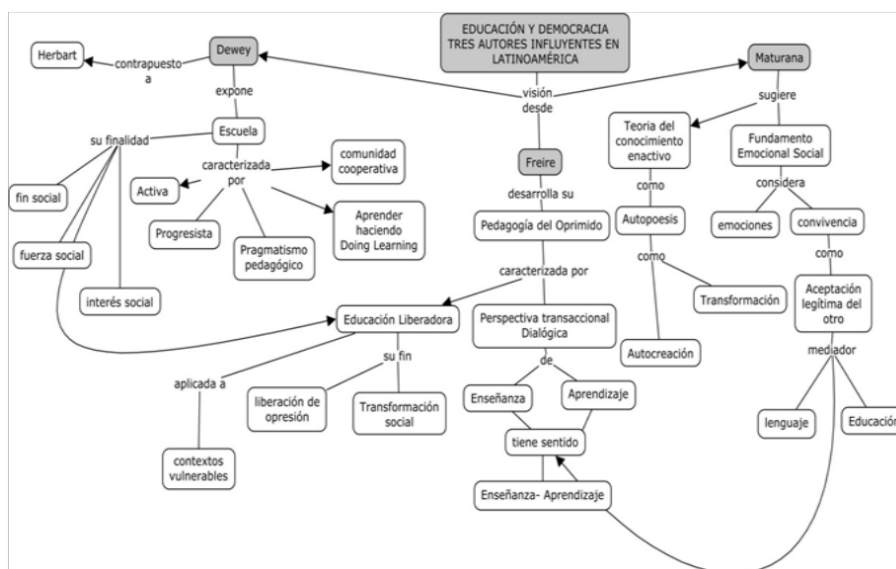 EDUCACIÓN Y DEMOCRACIA
TRES AUTORES INFLUYENTES EN
LATINOAMÉRICA
visión
desde
Dewey
contrapuesto
a
Herbart
expone
Escuela
su finalidad
fin social
fuerza social
interés social
caracterizada
por
Activa
Progresista
Pragmatismo
pedagógico
comunidad
cooperativa
Aprender
haciendo
Doing Learning
Freire
desarrolla su
Pedagogía del Oprimido
caracterizada por
Educación Liberadora
aplicada a
contextos
vulnerables
su fin
liberación de
opresión
Transformación
social
Perspectiva transaccional
Dialógica
de
Enseñanza
Aprendizaje
tiene sentido
Enseñanza- Aprendizaje
Maturana
sugiere
Teoria del
conocimiento
enactivo
como
Autopoesis
como
Autocreación
Transformación
Fundamento
Emocional Social
considera
emociones
convivencia
como
Aceptación
legítima del
otro
mediador
lenguaje
Educación